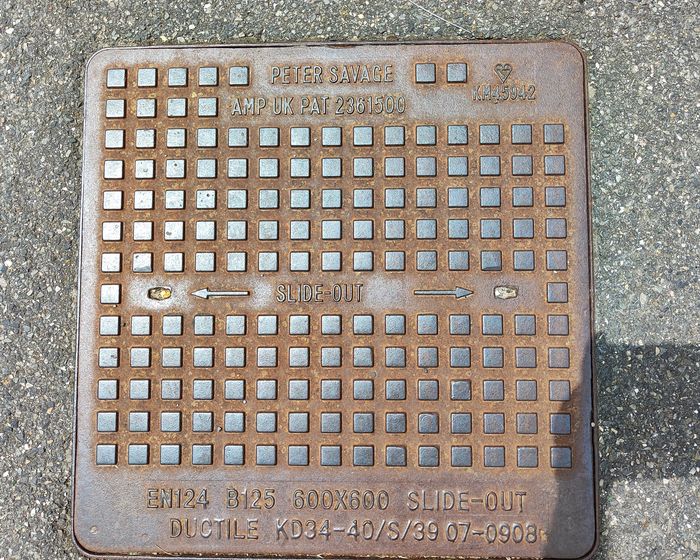 PETER SAVAGE
AMP UK PAT 2361500
KM45942
SLIDE-OUT
EN124 B125 600X600 SLIDE-OUT
DUCTILE KD34-40/S/39 07-0908